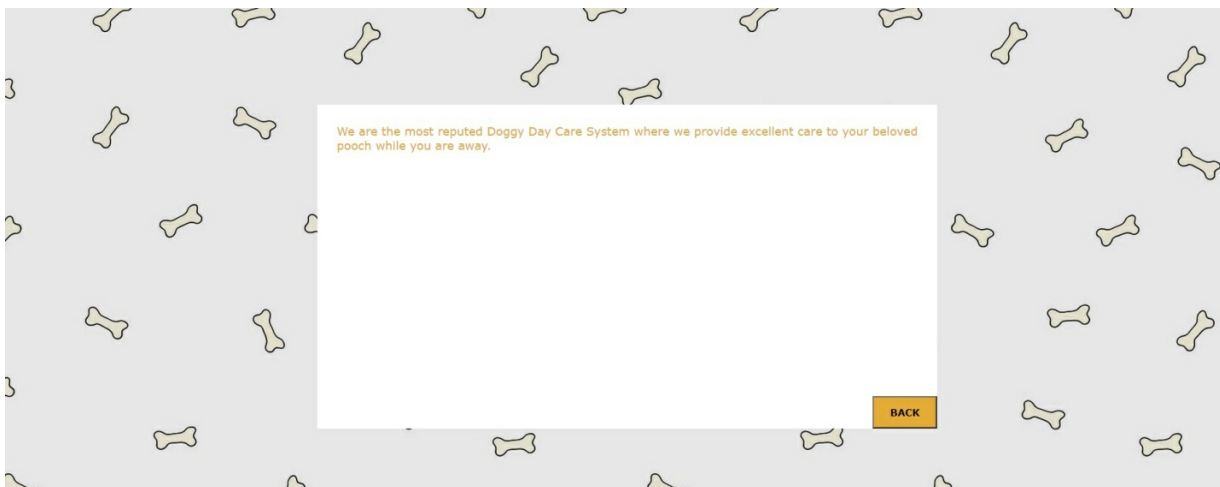 We are the most reputed Doggy Day Care System where we provide excellent care to your beloved
pooch while you are away.
BACK